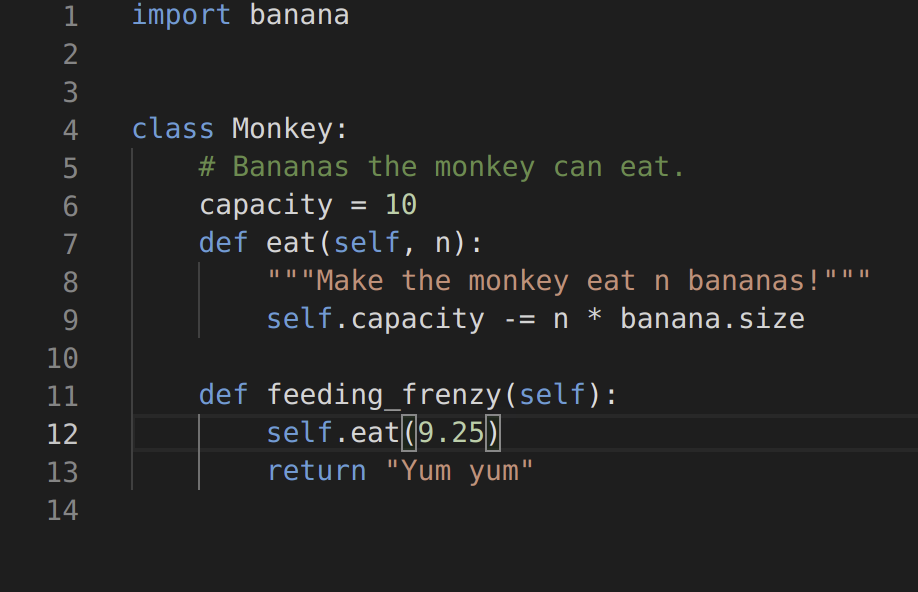 1 import banana
2
3
4 class Monkey:
5     # Bananas the monkey can eat.
6     capacity = 10
7     def eat(self, n):
8         """Make the monkey eat n bananas!"""
9         self.capacity -= n * banana.size
10
11     def feeding_frenzy(self):
12         self.eat(9.25)
13         return "Yum yum"
14